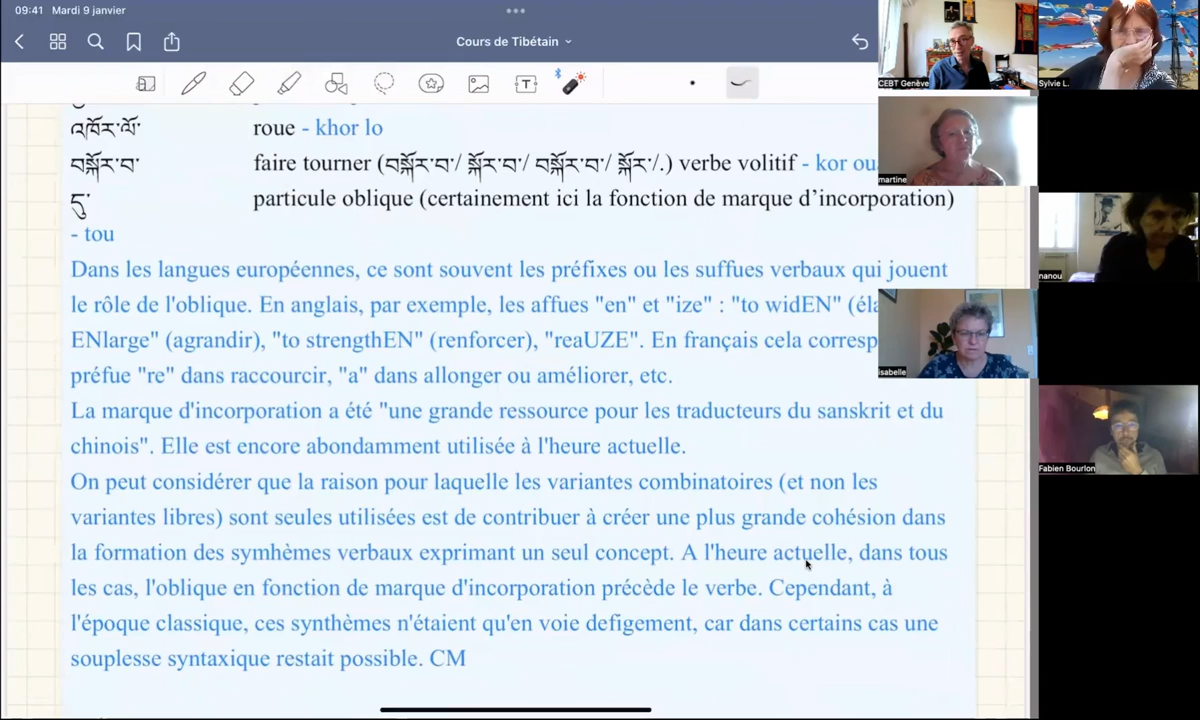 09:41 Mardi 9 janvier
Cours de Tibétain
འཁོར་ལོ་ roue - khor lo
བསྐོར་བ་ faire tourner (བསྐོར་བ་/ སྐོར་བ་/ བསྐོར་བ་/ སྐོར་/.) verbe volitif - kor ou
དུ་ particule oblique (certainement ici la fonction de marque d’incorporation)
- tou
Dans les langues européennes, ce sont souvent les préfixes ou les suffues verbaux qui jouent
le rôle de l'oblique. En anglais, par exemple, les affues "en" et "ize" : "to widEN" (éla
ENlarge" (agrandir), "to strengthEN" (renforcer), "reaUZE". En français cela corresp
préfue "re" dans raccourcir, "a" dans allonger ou améliorer, etc.
La marque d'incorporation a été "une grande ressource pour les traducteurs du sanskrit et du
chinois". Elle est encore abondamment utilisée à l'heure actuelle.
On peut considérer que la raison pour laquelle les variantes combinatoires (et non les
variantes libres) sont seules utilisées est de contribuer à créer une plus grande cohésion dans
la formation des symhèmes verbaux exprimant un seul concept. A l'heure actuelle, dans tous
les cas, l'oblique en fonction de marque d'incorporation précède le verbe. Cependant, à
l'époque classique, ces synthèmes n'étaient qu'en voie defigement, car dans certains cas une
souplesse syntaxique restait possible. CM
CEBT Genève
Sylvie L.
martine
nanou
isabelle
Fabien Bourlon